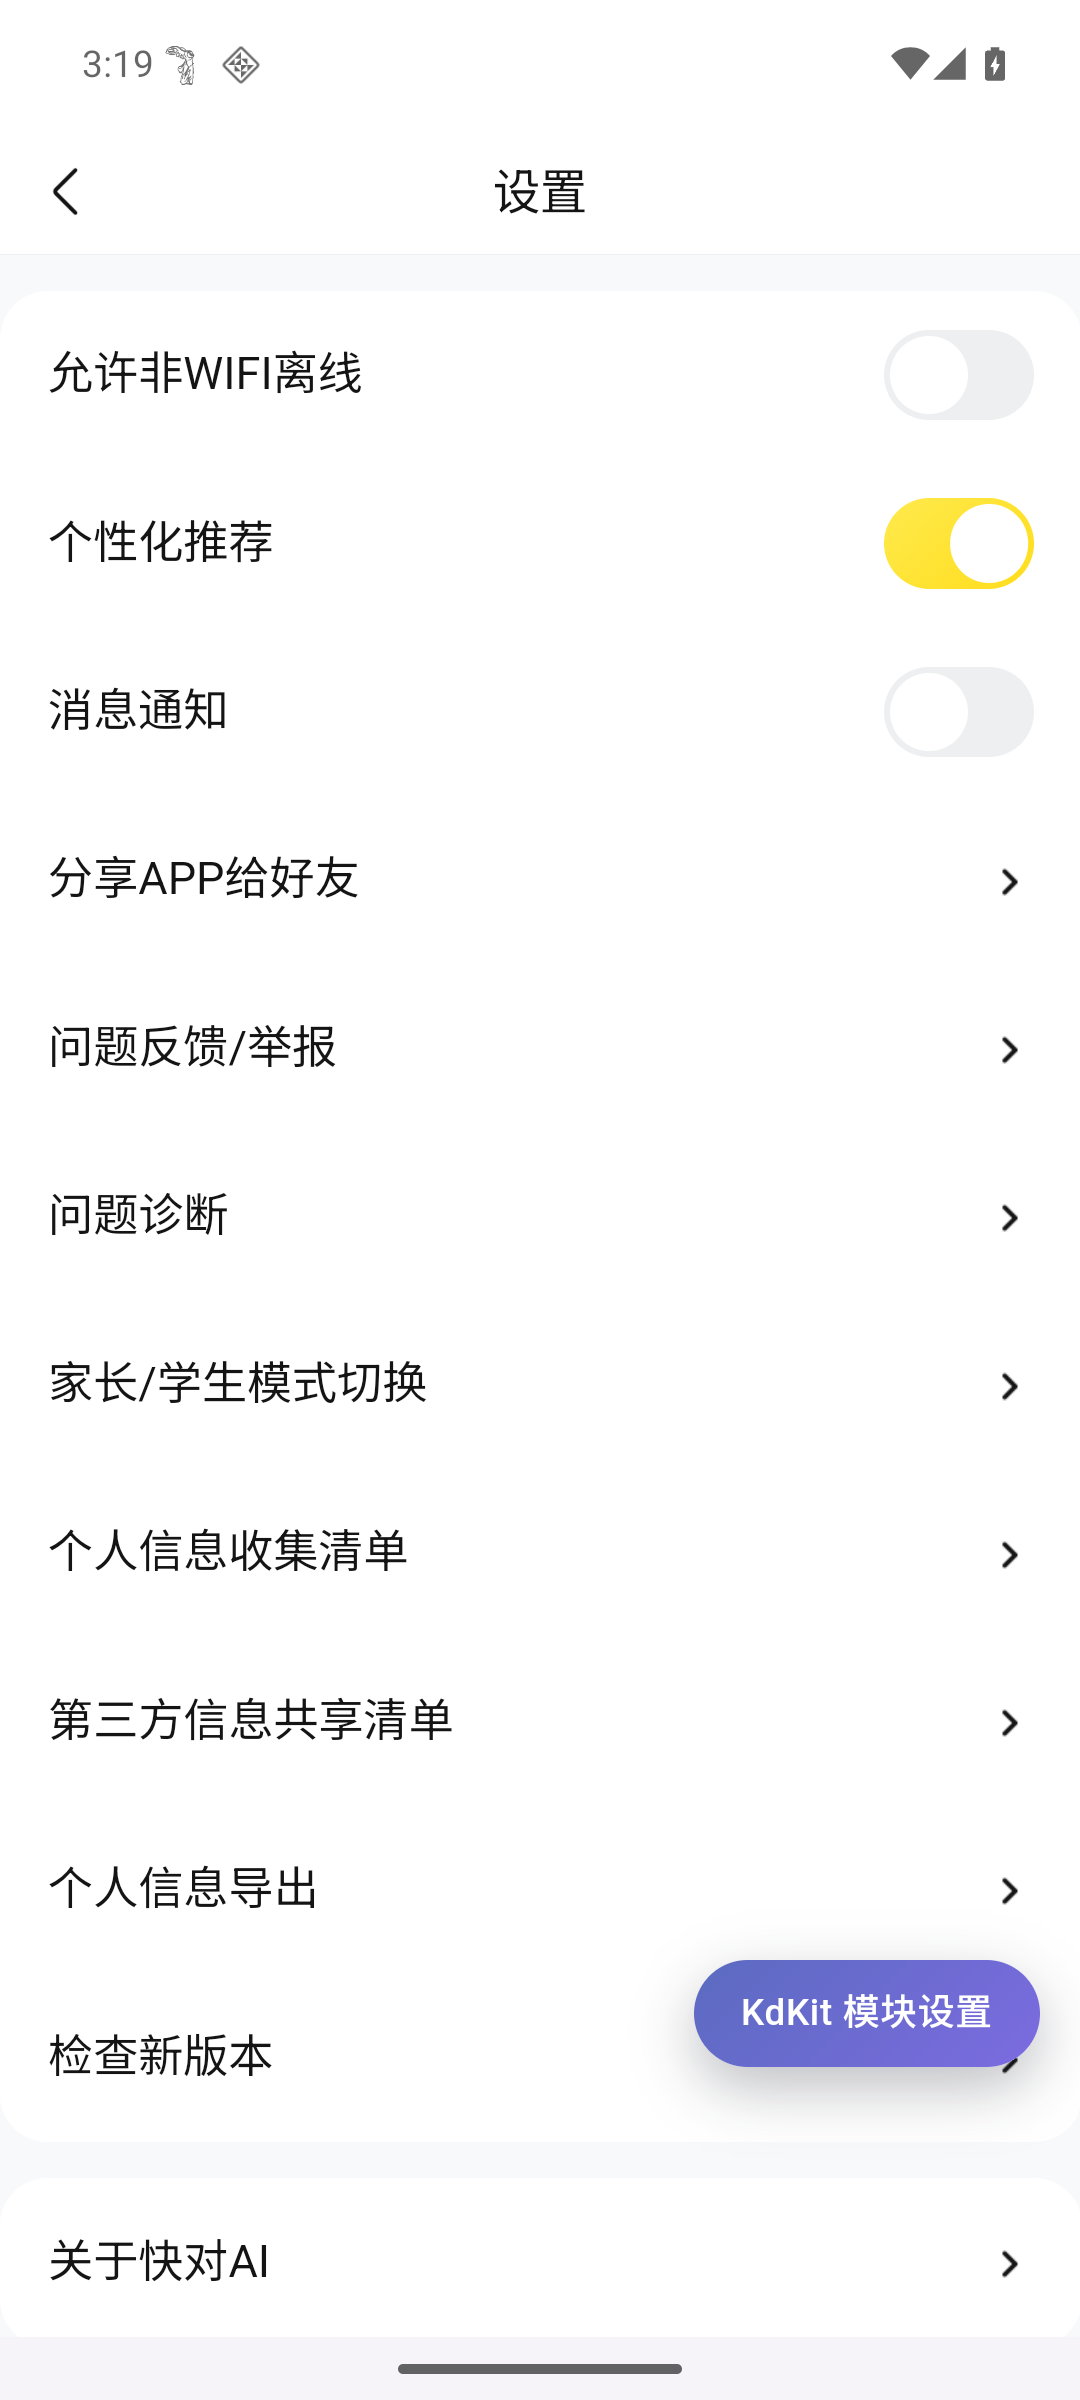 3:19
设置
允许非WIFI离线
个性化推荐
消息通知
分享APP给好友
问题反馈/举报
问题诊断
家长/学生模式切换
个人信息收集清单
第三方信息共享清单
个人信息导出
KdKit 模块设置
检查新版本
关于快对AI